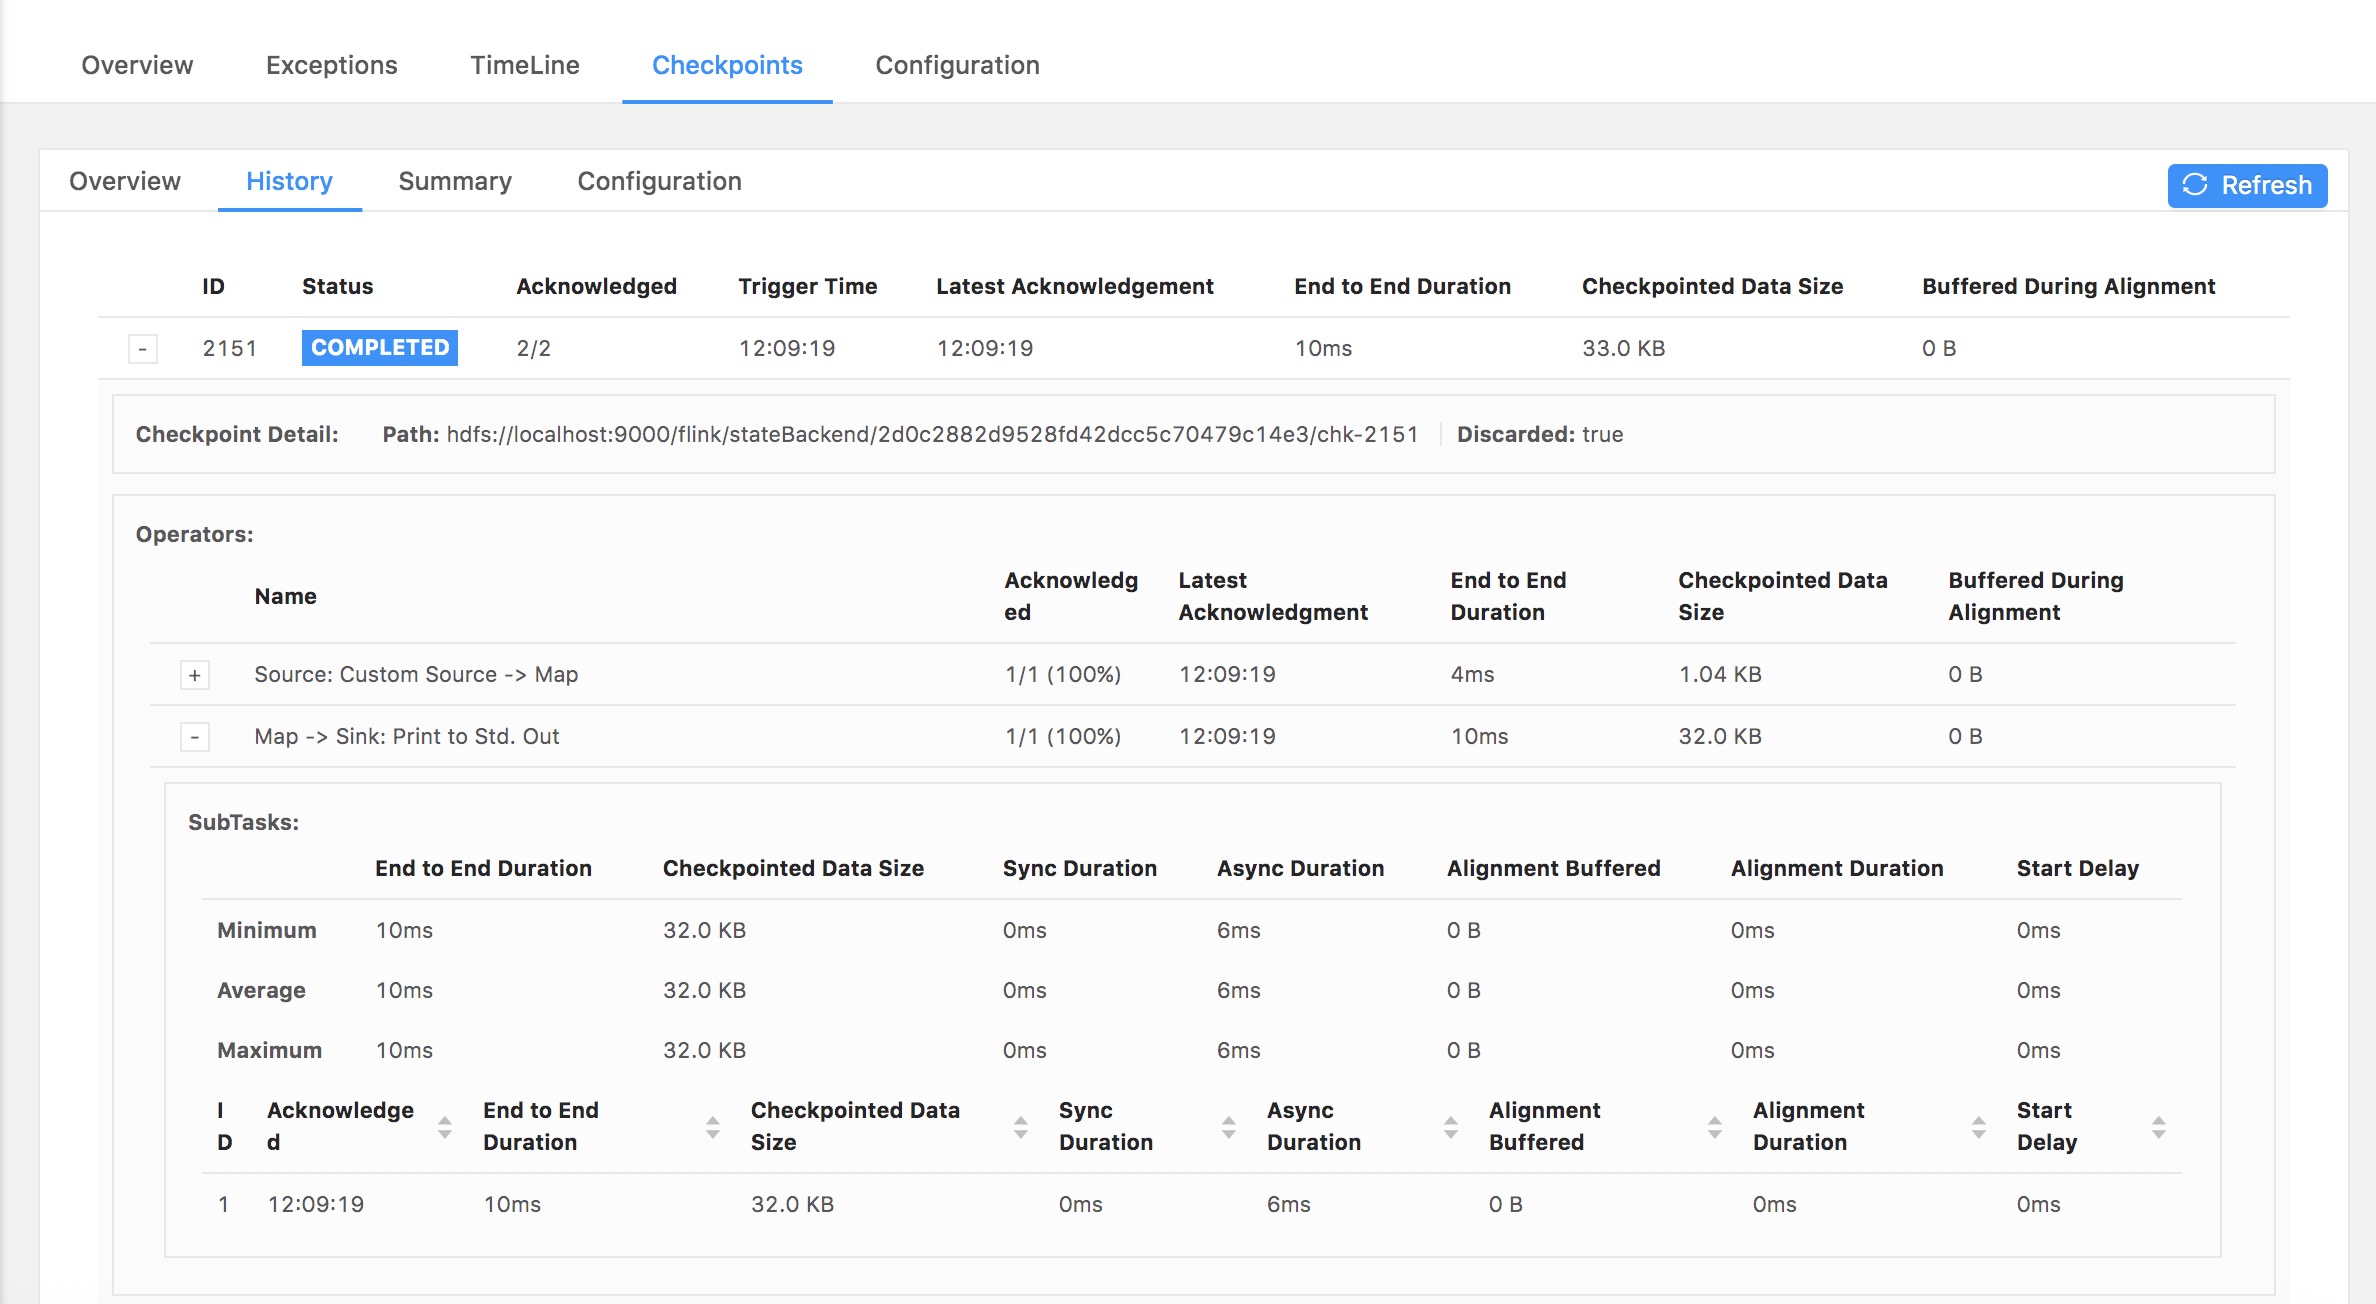 Overview Exceptions TimeLine Checkpoints Configuration
Overview History Summary Configuration Refresh
ID Status Acknowledged Trigger Time Latest Acknowledgement End to End Duration Checkpointed Data Size Buffered During Alignment
- 2151 COMPLETED 2/2 12:09:19 12:09:19 10ms 33.0 KB 0 B
Checkpoint Detail: Path: hdfs://localhost:9000/flink/stateBackend/2d0c2882d9528fd42dcc5c70479c14e3/chk-2151 Discarded: true
Operators:
Name Acknowledg Latest End to End Checkpointed Data Buffered During
ed Acknowledgment Duration Size Alignment
+ Source: Custom Source -> Map 1/1 (100%) 12:09:19 4ms 1.04 KB 0 B
- Map -> Sink: Print to Std. Out 1/1 (100%) 12:09:19 10ms 32.0 KB 0 B
SubTasks:
End to End Duration Checkpointed Data Size Sync Duration Async Duration Alignment Buffered Alignment Duration Start Delay
Minimum 10ms 32.0 KB 0ms 6ms 0 B 0ms 0ms
Average 10ms 32.0 KB 0ms 6ms 0 B 0ms 0ms
Maximum 10ms 32.0 KB 0ms 6ms 0 B 0ms 0ms
I Acknowledge End to End Checkpointed Data Sync Async Alignment Alignment Start
D d Duration Size Duration Duration Buffered Duration Delay
1 12:09:19 10ms 32.0 KB 0ms 6ms 0 B 0ms 0ms